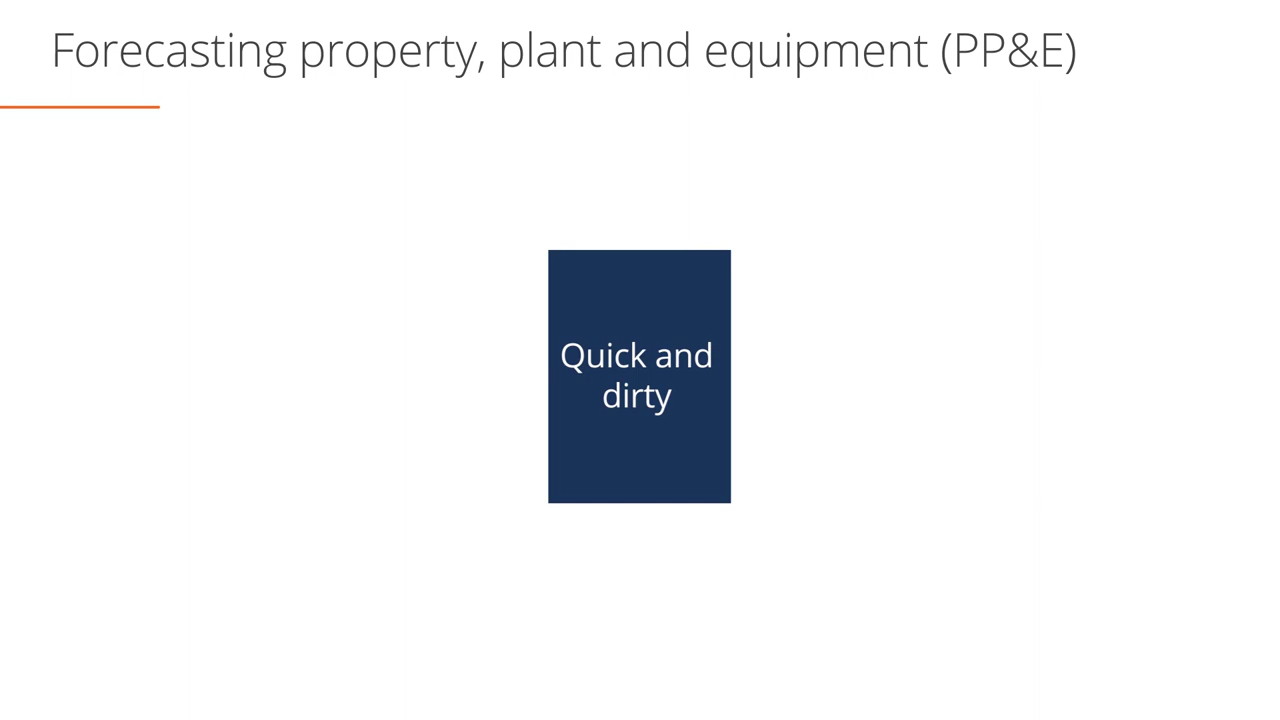 Forecasting property, plant and equipment (PP&E)
Quick and
dirty